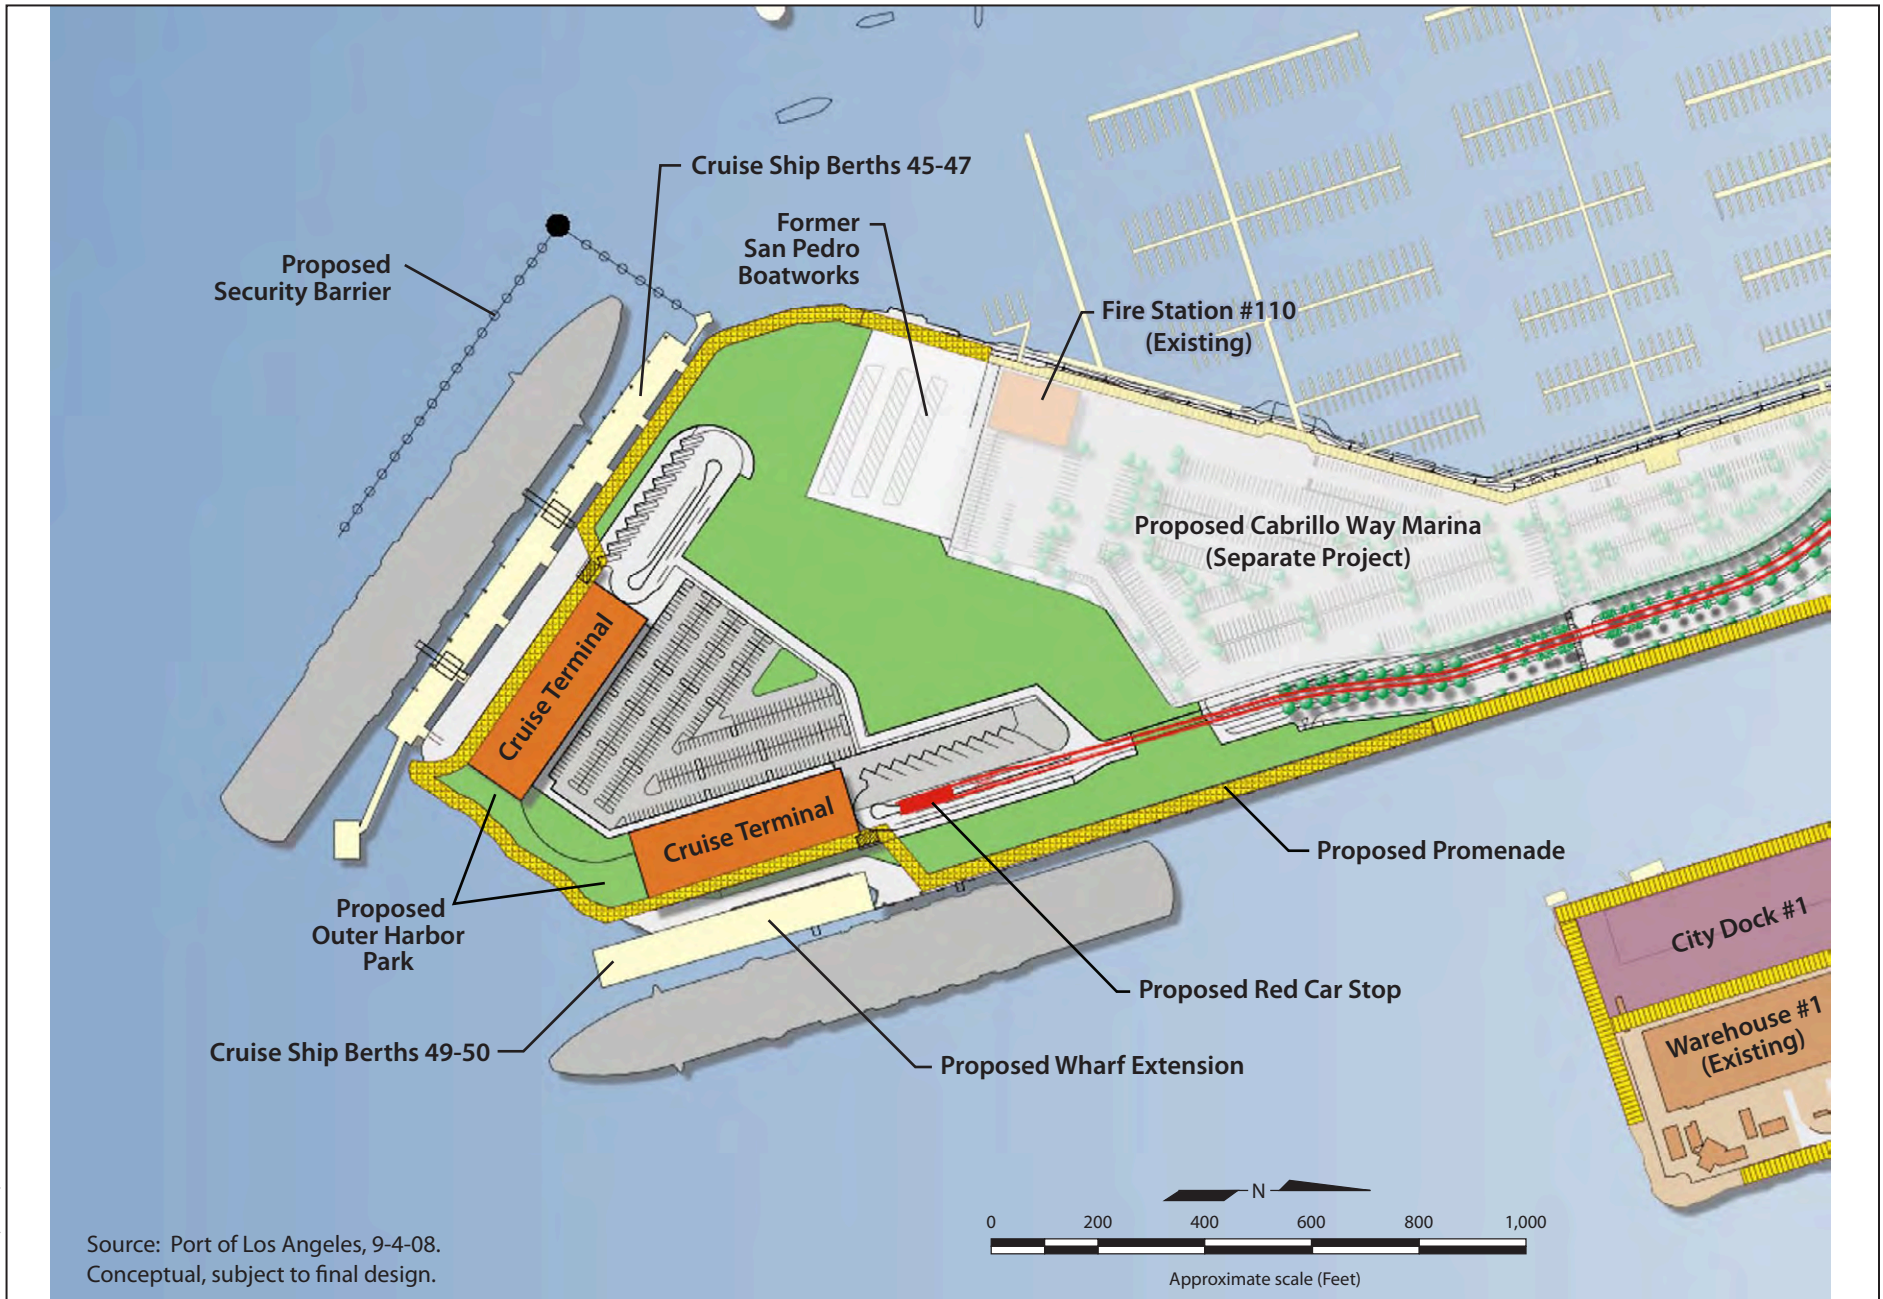 Cruise Ship Berths 45-47
Former
San Pedro
Boatworks
Proposed
Security Barrier
Fire Station #110
(Existing)
Proposed Cabrillo Way Marina
(Separate Project)
Cruise Terminal
Cruise Terminal
Proposed Promenade
Proposed
Outer Harbor
Park
City Dock #1
Proposed Red Car Stop
Warehouse #1
(Existing)
Cruise Ship Berths 49-50
Proposed Wharf Extension
N
0 200 400 600 800 1,000
Approximate scale (Feet)
Source: Port of Los Angeles, 9-4-08.
Conceptual, subject to final design.